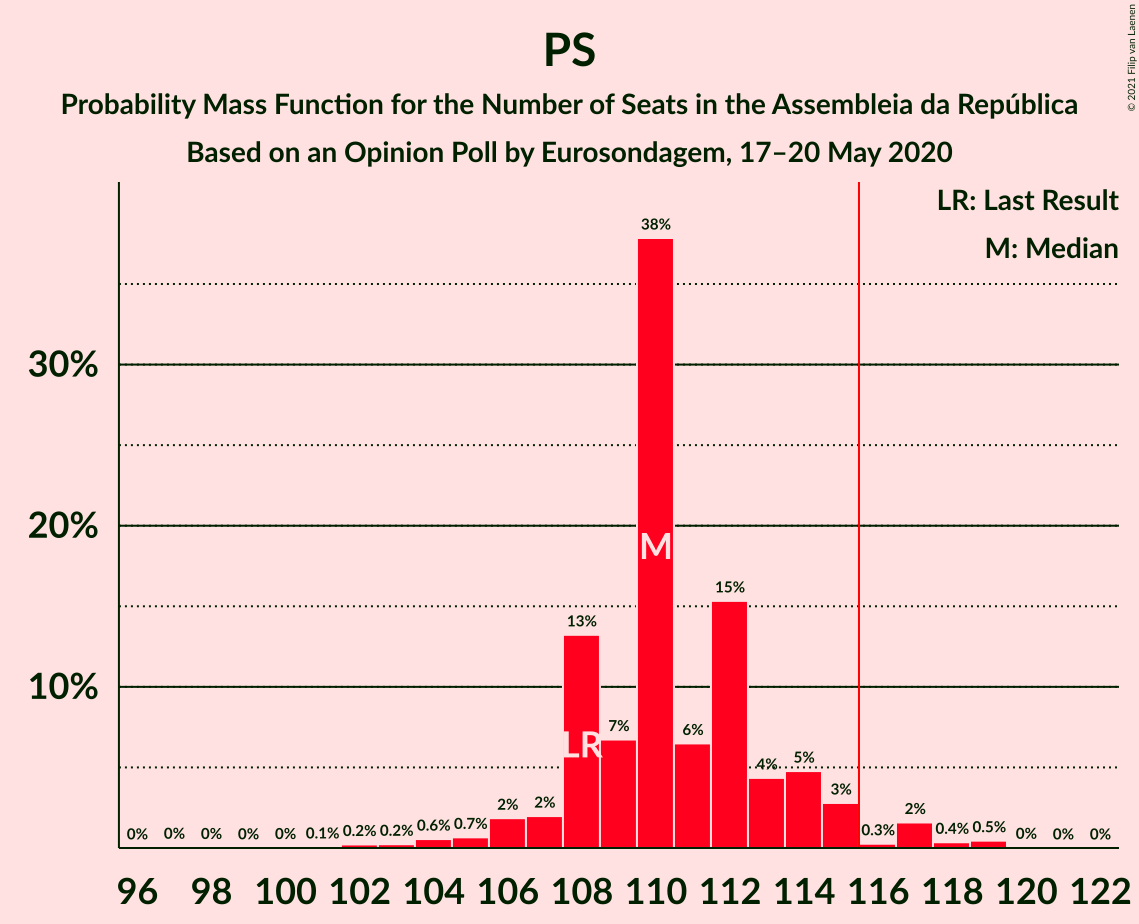 PS
Probability Mass Function for the Number of Seats in the Assembleia da República
Based on an Opinion Poll by Eurosondagem, 17–20 May 2020
© 2021 Filip van Laenen
LR: Last Result
M: Median
30%
20%
10%
0% 0% 0% 0% 0% 0.1% 0.2% 0.2% 0.6% 0.7% 2% 2% 13% 7% 38% 6% 15% 4% 5% 3% 0.3% 2% 0.4% 0.5% 0% 0% 0%
LR
M
96 98 100 102 104 106 108 110 112 114 116 118 120 122